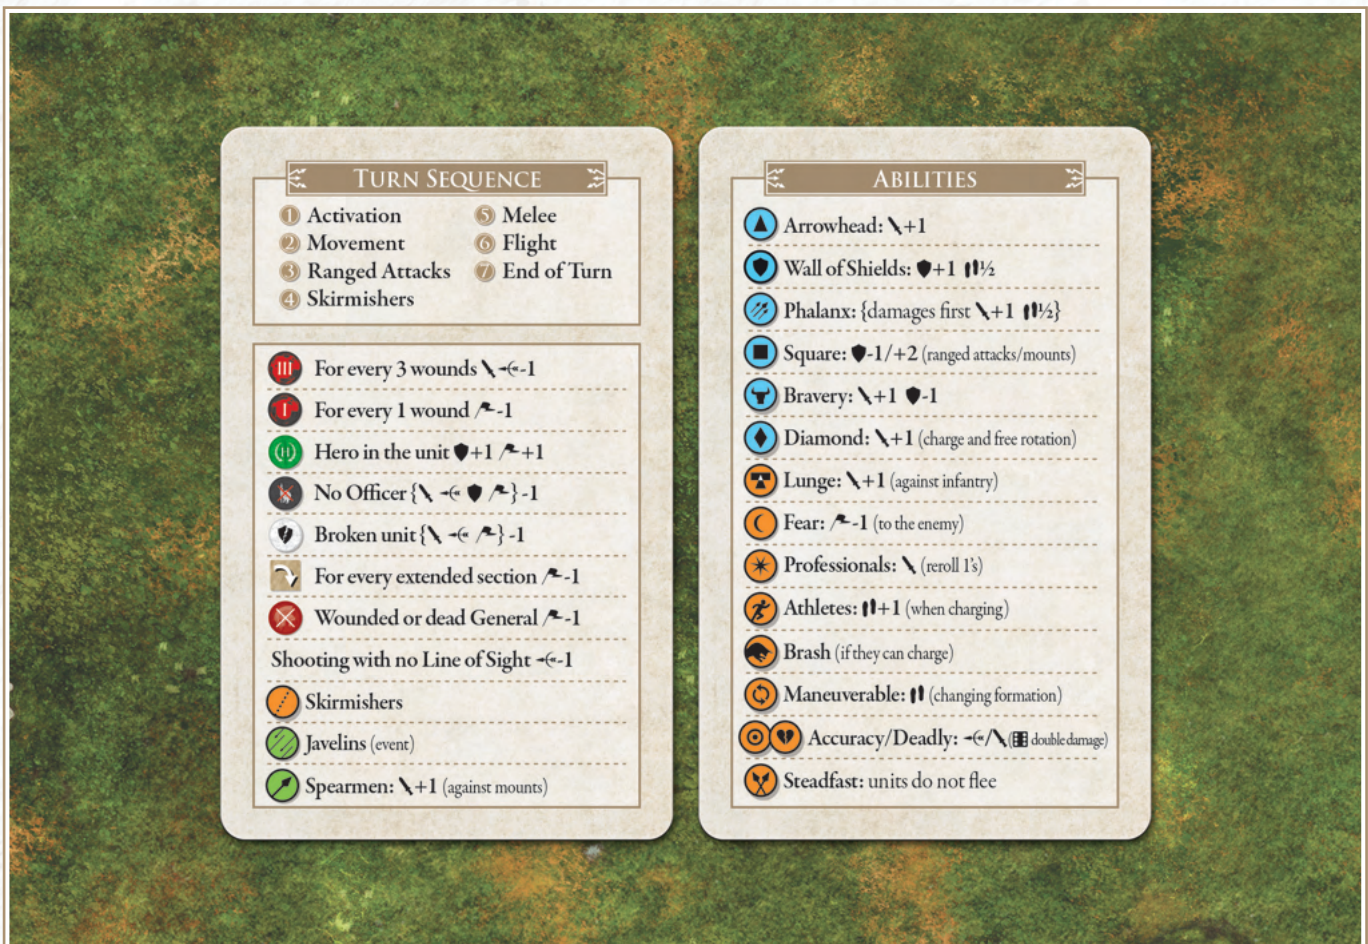 TURN SEQUENCE
1 Activation
2 Movement
3 Ranged Attacks
4 Skirmishers
5 Melee
6 Flight
7 End of Turn
III For every 3 wounds -1
I For every 1 wound -1
H Hero in the unit +1 +1
No Officer { } -1
Broken unit { } -1
For every extended section -1
Wounded or dead General -1
Shooting with no Line of Sight -1
Skirmishers
Javelins (event)
Spearmen: +1 (against mounts)
ABILITIES
Arrowhead: +1
Wall of Shields: +1 ½
Phalanx: {damages first +1 ½}
Square: -1/+2 (ranged attacks/mounts)
Bravery: +1 -1
Diamond: +1 (charge and free rotation)
Lunge: +1 (against infantry)
Fear: -1 (to the enemy)
Professionals: (reroll 1's)
Athletes: +1 (when charging)
Brash (if they can charge)
Maneuverable: (changing formation)
Accuracy/Deadly: / ( double damage)
Steadfast: units do not flee